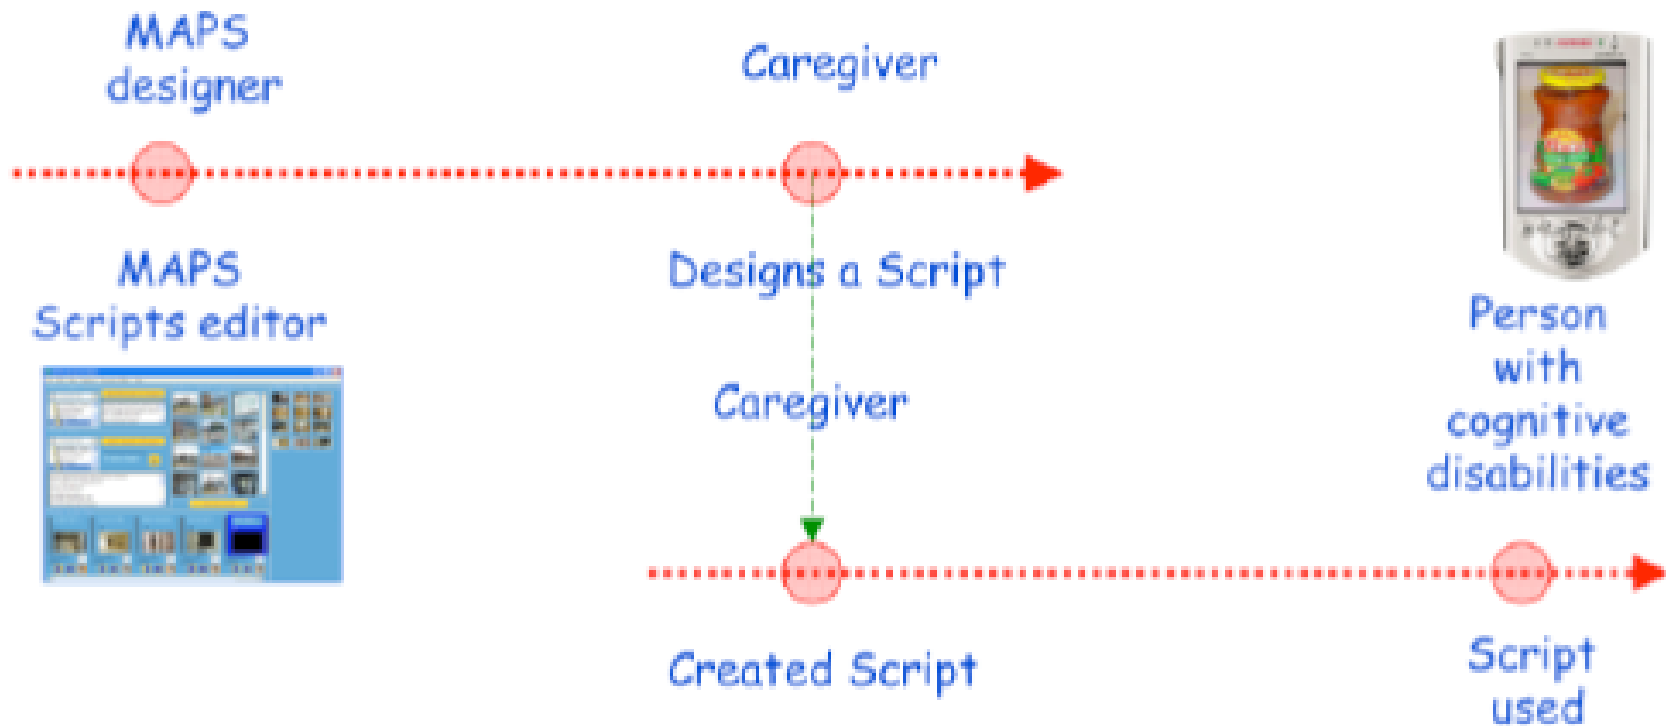 MAPS
designer
Caregiver
MAPS
Scripts editor
Designs a Script
Caregiver
Person
with
cognitive
disabilities
Created Script
Script
used